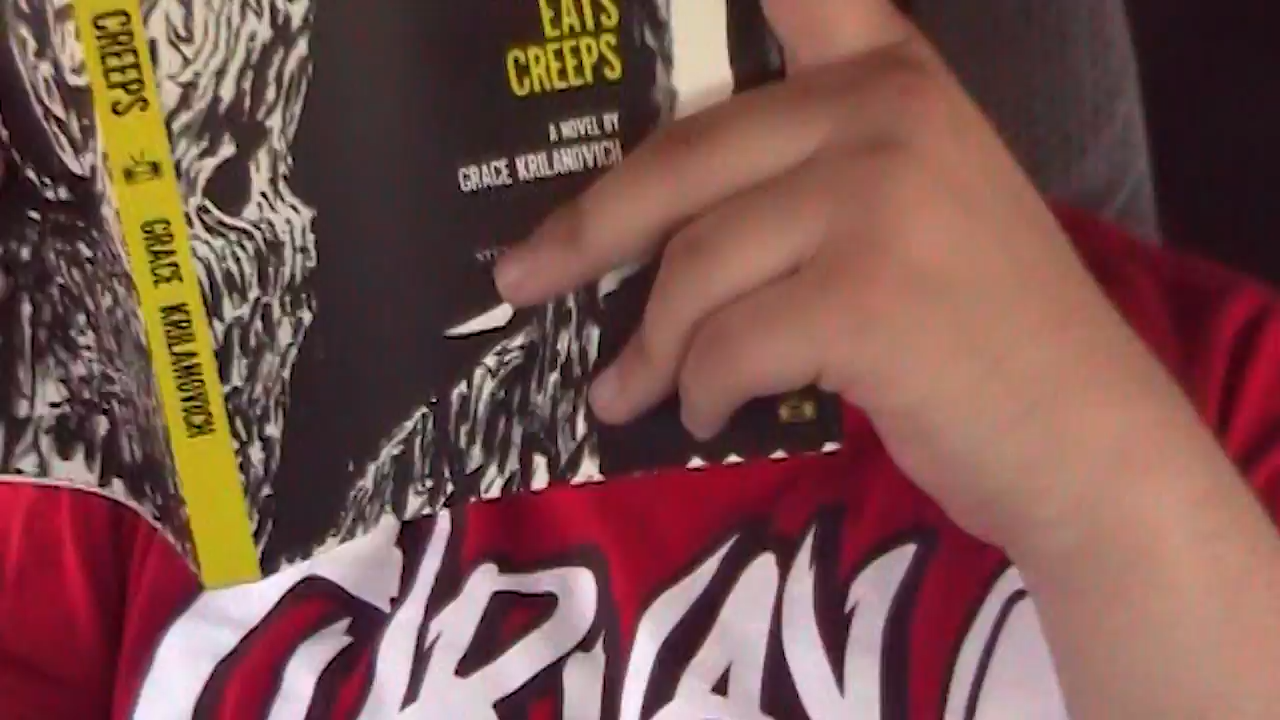 CREEPS GRACE KRILANOVICH
EATS
CREEPS
A NOVEL BY
GRACE KRILANOVICH